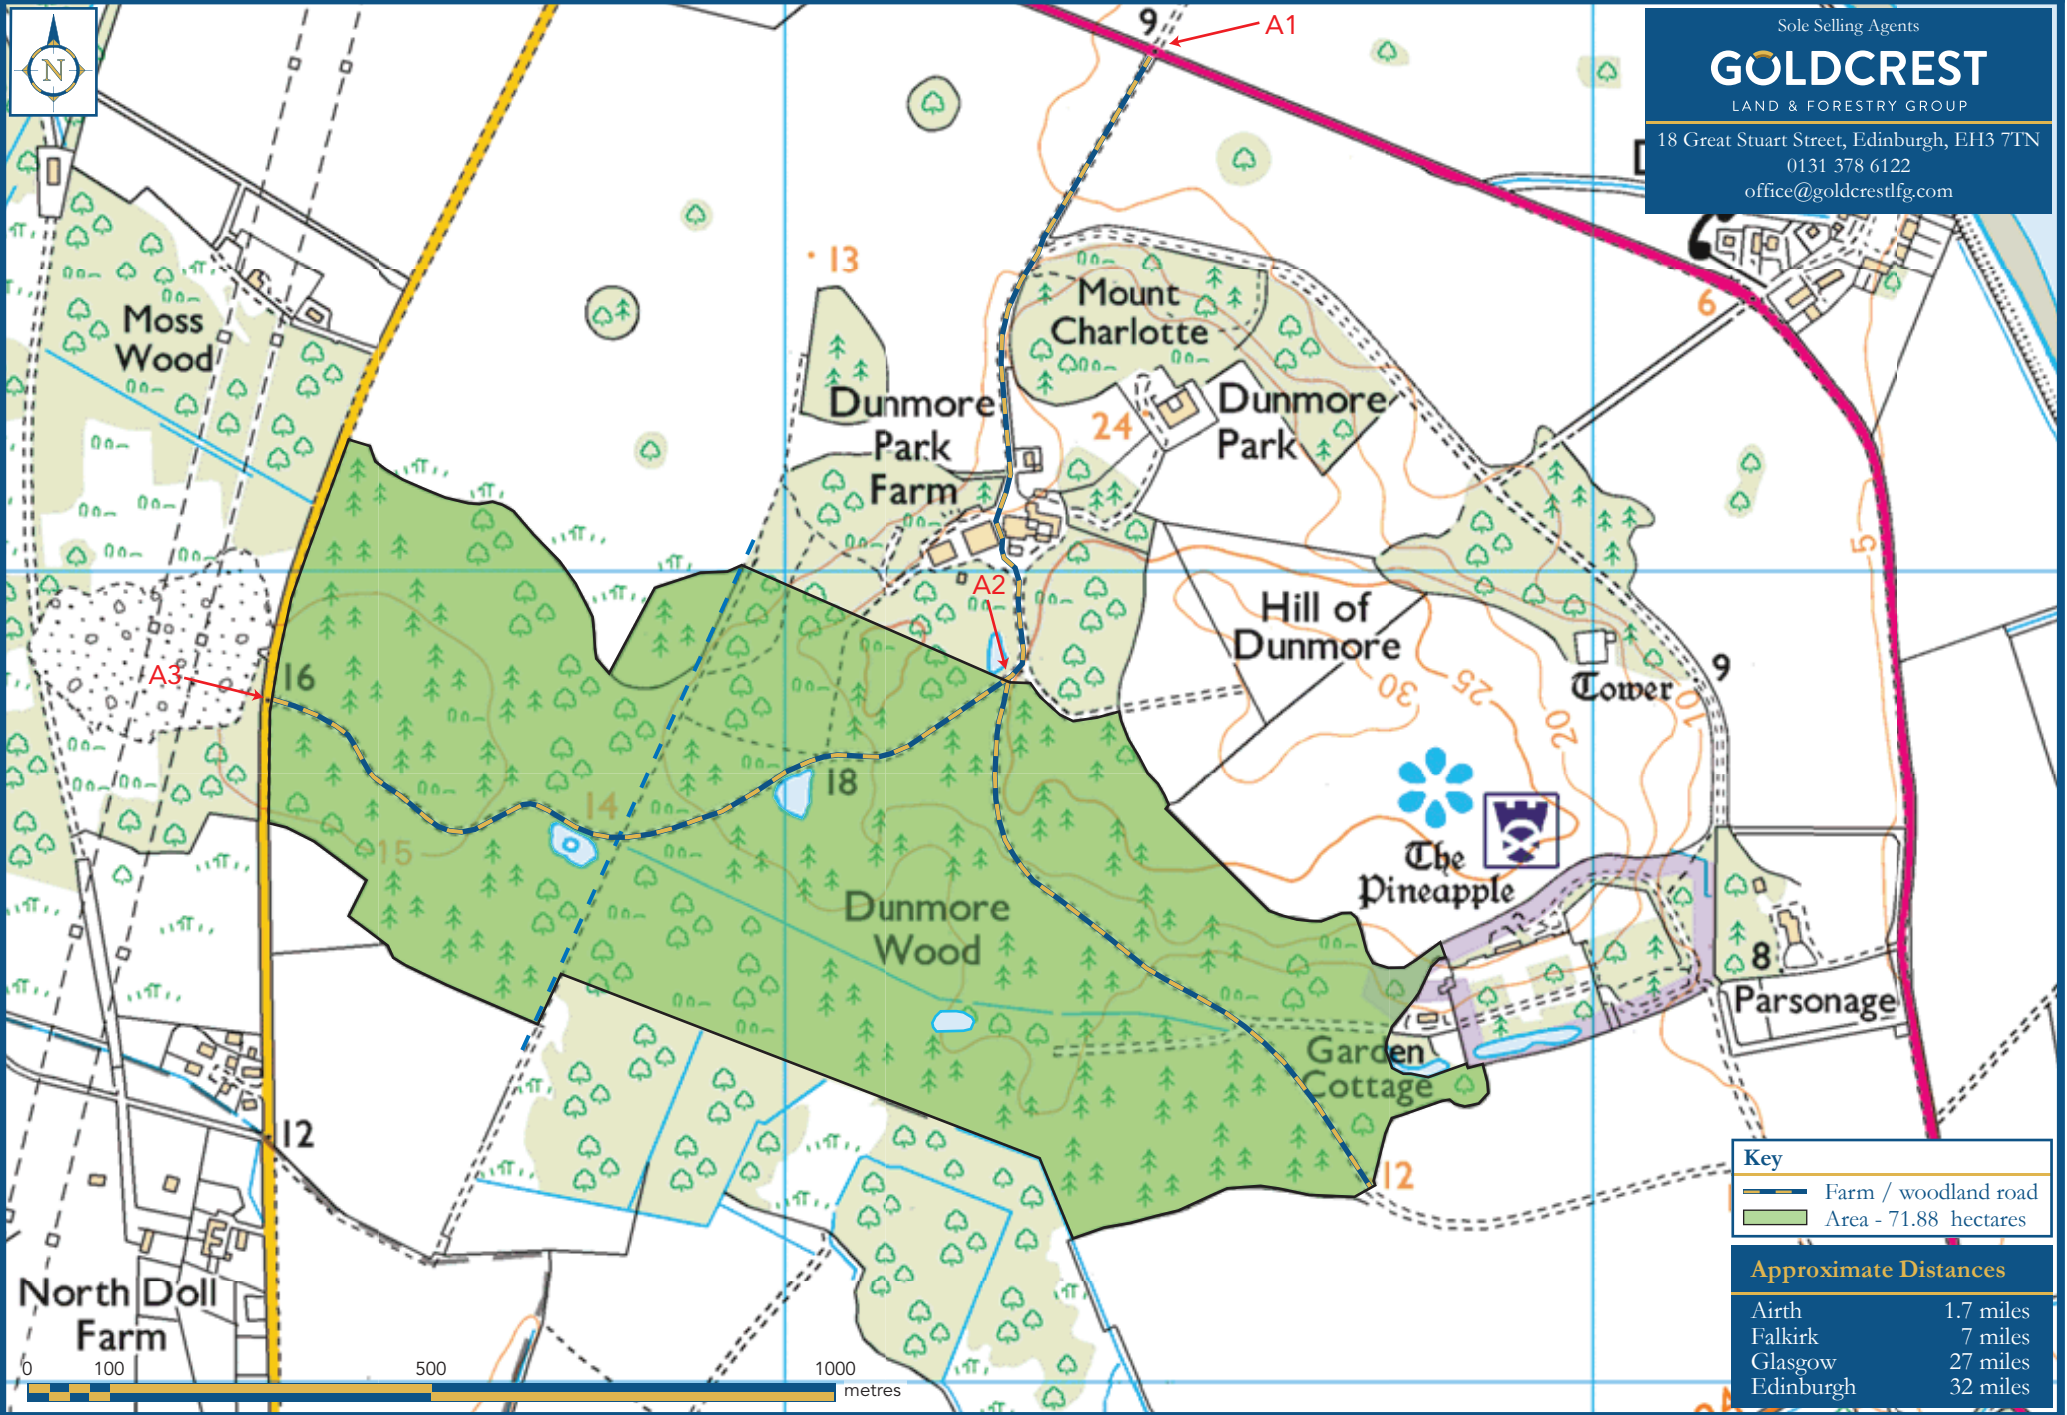 N
9
A1
Sole Selling Agents
GOLDCREST
LAND & FORESTRY GROUP
18 Great Stuart Street, Edinburgh, EH3 7TN
0131 378 6122
office@goldcrestlfg.com
13
6
Mount
Charlotte
Moss
Wood
Dunmore
Park
Farm
24
Dunmore
Park
5
A2
Hill of
Dunmore
A3
16
30
25
20
10
9
Tower
18
14
15
The
Pineapple
Dunmore
Wood
8
Parsonage
Garden
Cottage
12
12
North Doll
Farm
0 100 500 1000
metres
Key
Farm / woodland road
Area - 71.88 hectares
Approximate Distances
Airth 1.7 miles
Falkirk 7 miles
Glasgow 27 miles
Edinburgh 32 miles